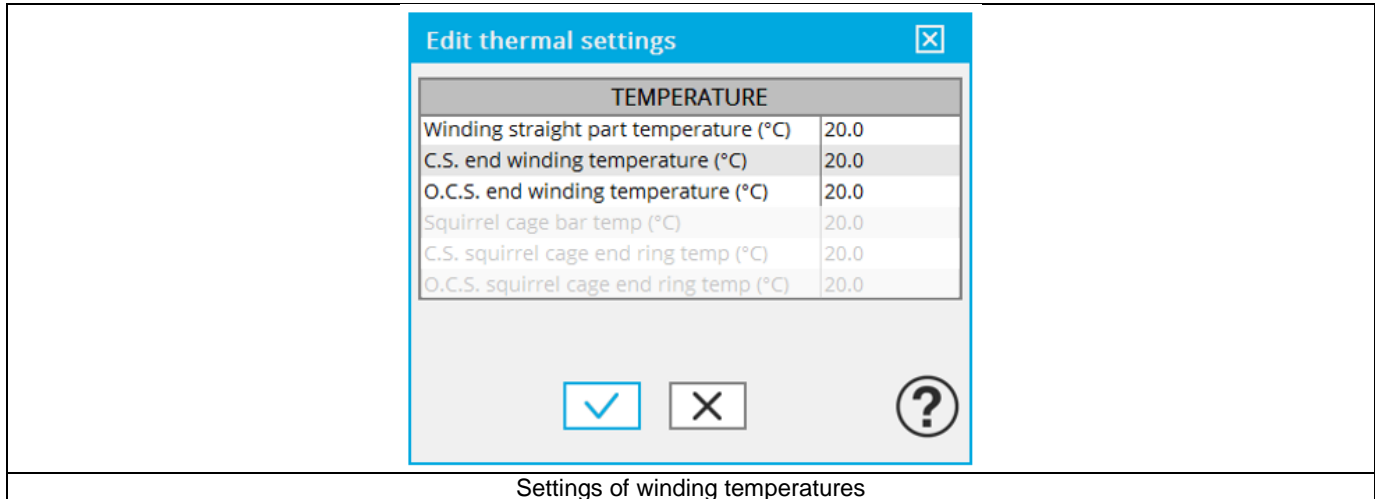 Edit thermal settings
TEMPERATURE
Winding straight part temperature (°C) 20.0
C.S. end winding temperature (°C) 20.0
O.C.S. end winding temperature (°C) 20.0
Squirrel cage bar temp (°C) 20.0
C.S. squirrel cage end ring temp (°C) 20.0
O.C.S. squirrel cage end ring temp (°C) 20.0
?
Settings of winding temperatures